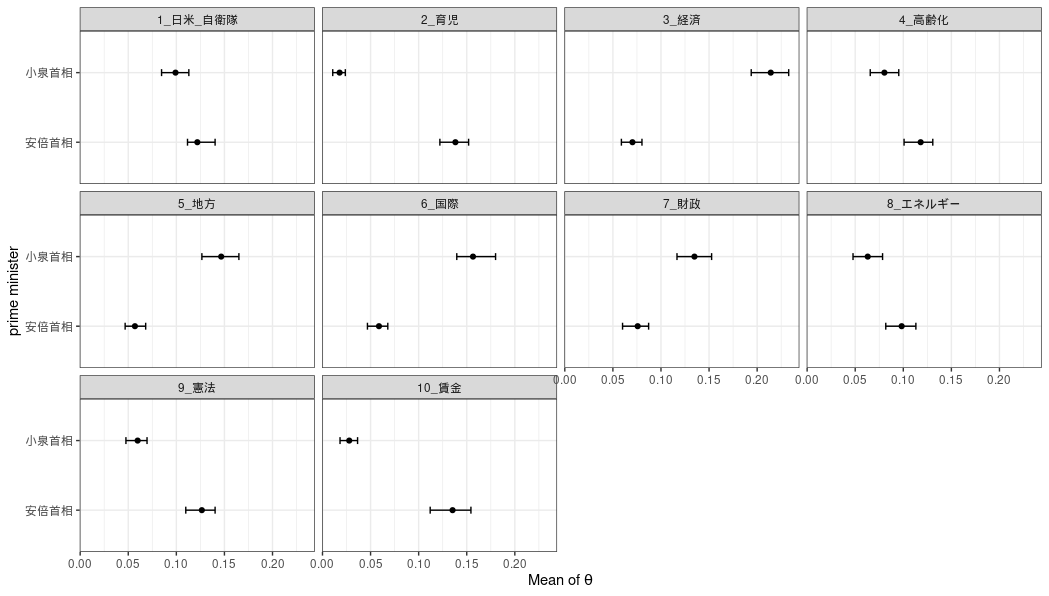 1_日米_自衛隊 2_育児 3_経済 4_高齢化
小泉首相
安倍首相
5_地方 6_国際 7_財政 8_エネルギー
小泉首相
安倍首相
0.00 0.05 0.10 0.15 0.20 0.00 0.05 0.10 0.15 0.20
9_憲法 10_賃金
小泉首相
安倍首相
0.00 0.05 0.10 0.15 0.20 0.00 0.05 0.10 0.15 0.20
prime minister
Mean of θ